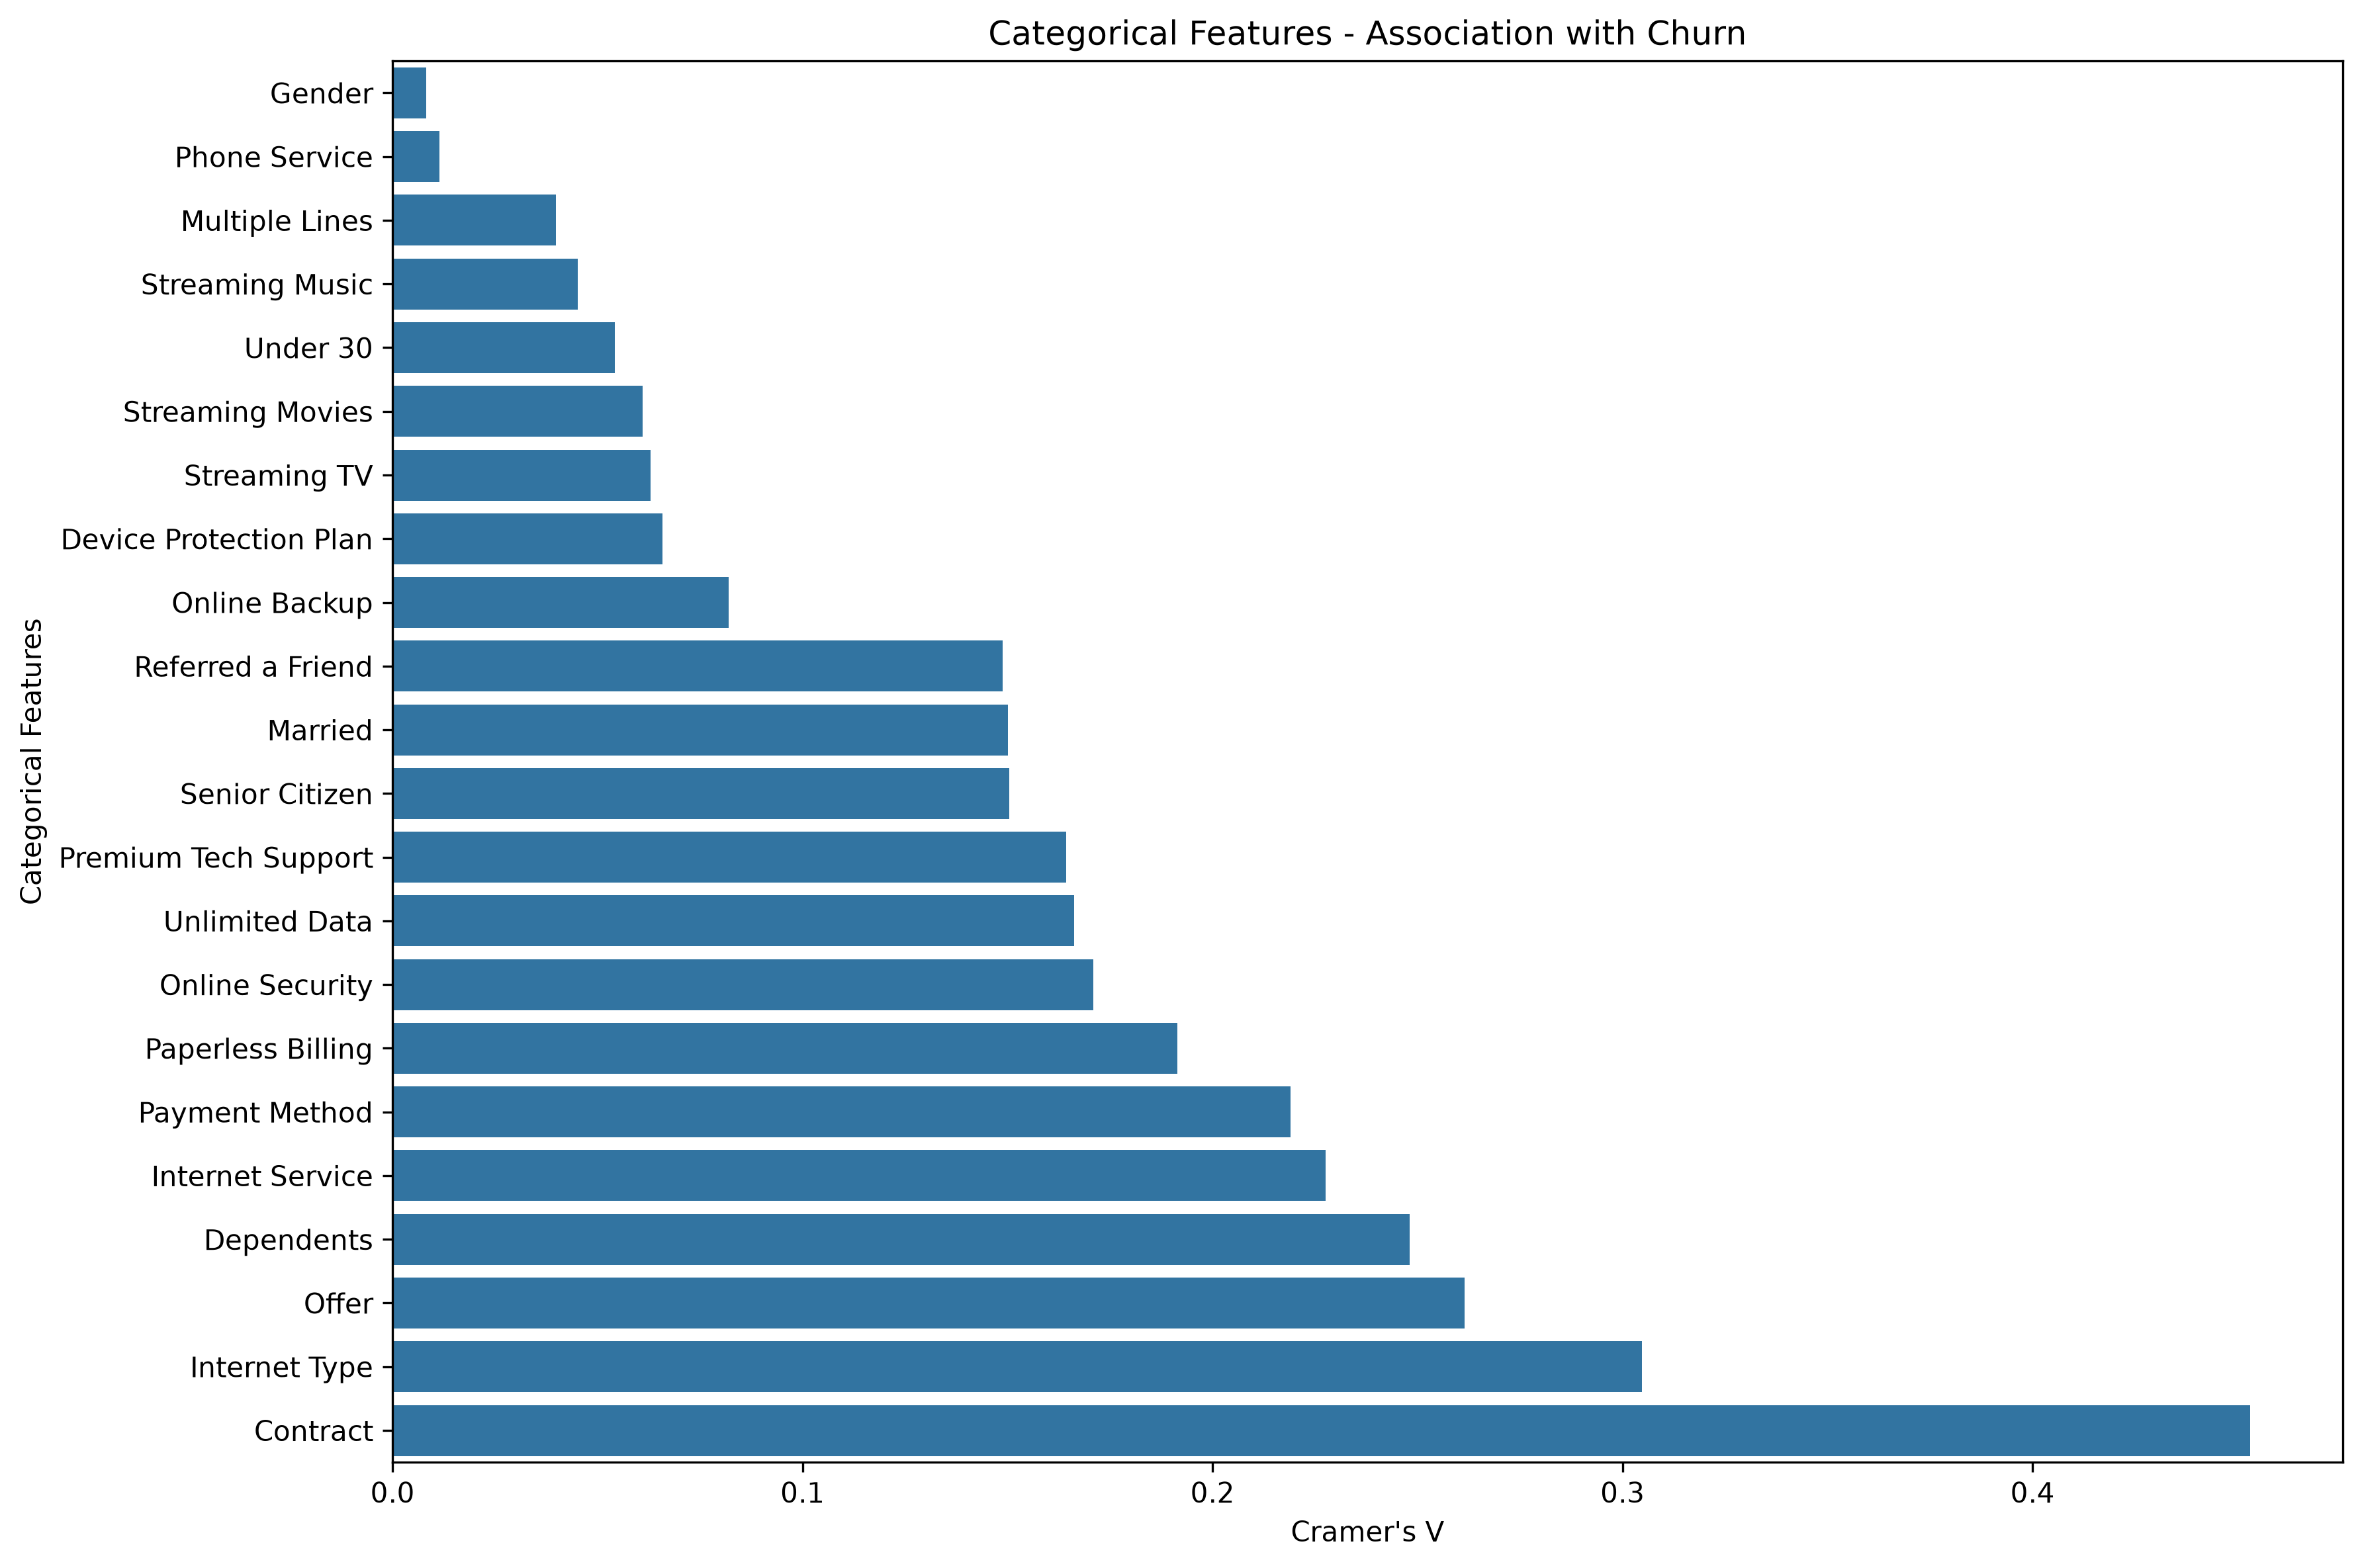 Categorical Features - Association with Churn
Categorical Features
Gender
Phone Service
Multiple Lines
Streaming Music
Under 30
Streaming Movies
Streaming TV
Device Protection Plan
Online Backup
Referred a Friend
Married
Senior Citizen
Premium Tech Support
Unlimited Data
Online Security
Paperless Billing
Payment Method
Internet Service
Dependents
Offer
Internet Type
Contract
0.0 0.1 0.2 0.3 0.4
Cramer's V